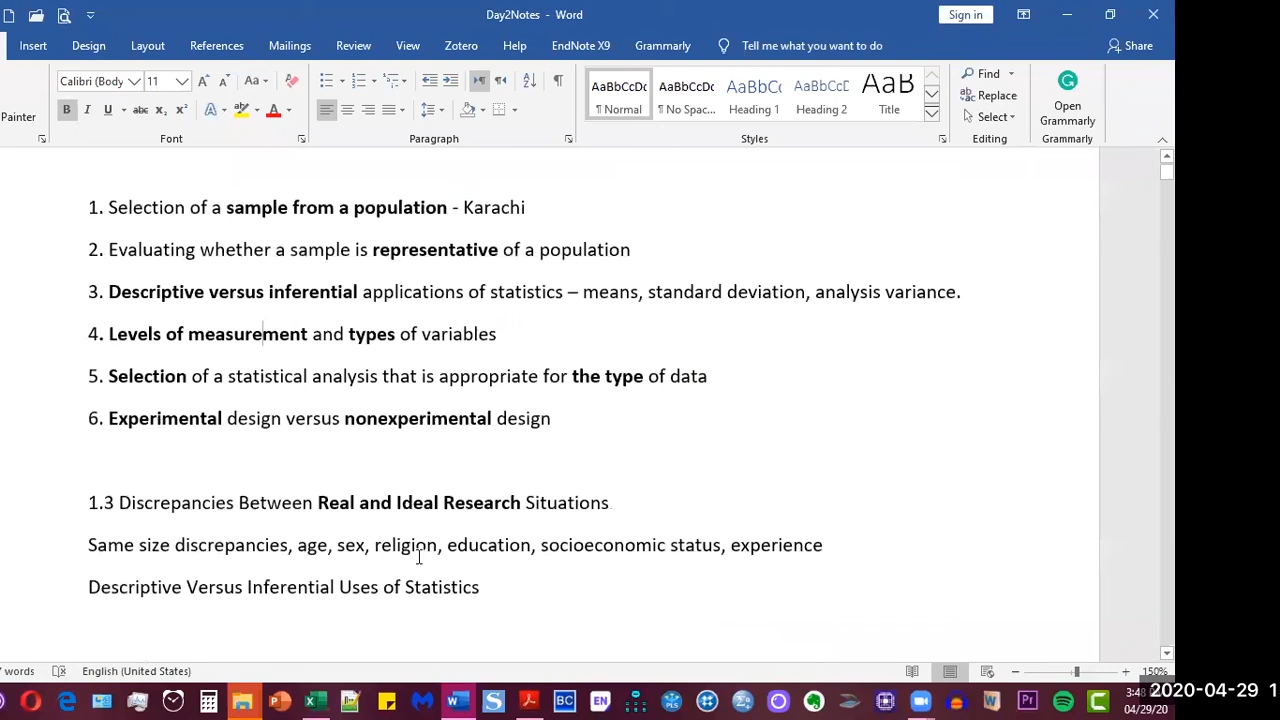 Day2Notes - Word
Sign in
Insert Design Layout References Mailings Review View Zotero Help EndNote X9 Grammarly Tell me what you want to do Share
Painter
Calibri (Body) 11
Font
Paragraph
AaBbCcDc AaBbCcDc AaBbCcD AaBbCcD AaB
¶ Normal ¶ No Spac... Heading 1 Heading 2 Title
Styles
Find
Replace
Select
Editing
Open
Grammarly
Grammarly
1. Selection of a sample from a population - Karachi
2. Evaluating whether a sample is representative of a population
3. Descriptive versus inferential applications of statistics – means, standard deviation, analysis variance.
4. Levels of measurement and types of variables
5. Selection of a statistical analysis that is appropriate for the type of data
6. Experimental design versus nonexperimental design
1.3 Discrepancies Between Real and Ideal Research Situations
Same size discrepancies, age, sex, religion, education, socioeconomic status, experience
Descriptive Versus Inferential Uses of Statistics
words English (United States) 150%
3:48
04/29/20
2020-04-29 1